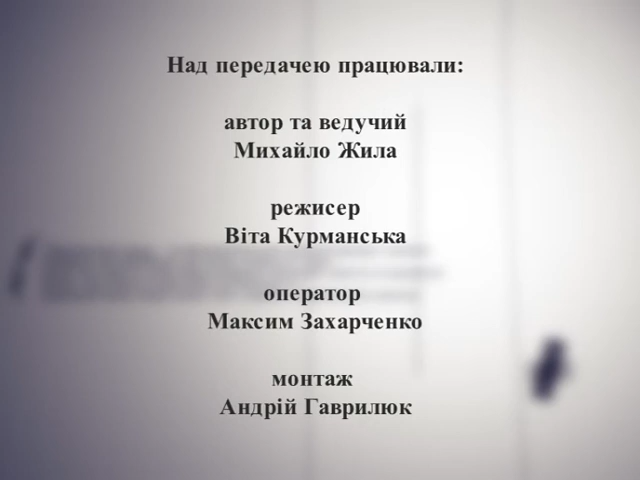 Над передачею працювали:
автор та ведучий
Михайло Жила
режисер
Віта Курманська
оператор
Максим Захарченко
монтаж
Андрій Гаврилюк